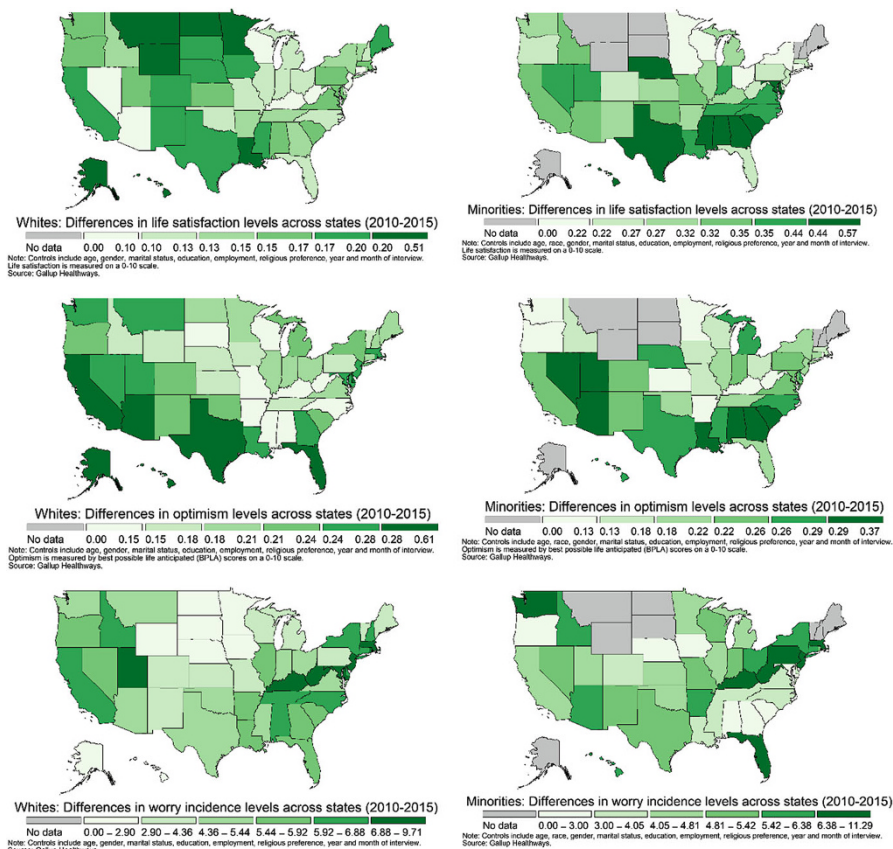 Whites: Differences in life satisfaction levels across states (2010-2015)
No data 0.00 0.10 0.10 0.13 0.13 0.15 0.15 0.17 0.17 0.20 0.20 0.51
Note: Controls include age, gender, marital status, education, employment, religious preference, year and month of interview.
Life satisfaction is measured on a 0-10 scale.
Source: Gallup Healthways.
Minorities: Differences in life satisfaction levels across states (2010-2015)
No data 0.00 0.22 0.22 0.27 0.27 0.32 0.32 0.35 0.35 0.44 0.44 0.57
Note: Controls include age, race, gender, marital status, education, employment, religious preference, year and month of interview.
Life satisfaction is measured on a 0-10 scale.
Source: Gallup Healthways.
Whites: Differences in optimism levels across states (2010-2015)
No data 0.00 0.15 0.15 0.18 0.18 0.21 0.21 0.24 0.24 0.28 0.28 0.61
Note: Controls include age, gender, marital status, education, employment, religious preference, year and month of interview.
Optimism is measured by best possible life anticipated (BPLA) scores on a 0-10 scale.
Source: Gallup Healthways.
Minorities: Differences in optimism levels across states (2010-2015)
No data 0.00 0.13 0.13 0.18 0.18 0.22 0.22 0.26 0.26 0.29 0.29 0.37
Note: Controls include age, race, gender, marital status, education, employment, religious preference, year and month of interview.
Optimism is measured by best possible life anticipated (BPLA) scores on a 0-10 scale.
Source: Gallup Healthways.
Whites: Differences in worry incidence levels across states (2010-2015)
No data 0.00 – 2.90 2.90 – 4.36 4.36 – 5.44 5.44 – 5.92 5.92 – 6.88 6.88 – 9.71
Note: Controls include age, gender, marital status, education, employment, religious preference, year and month of interview.
Source: Gallup Healthways.
Minorities: Differences in worry incidence levels across states (2010-2015)
No data 0.00 – 3.00 3.00 – 4.05 4.05 – 4.81 4.81 – 5.42 5.42 – 6.38 6.38 – 11.29
Note: Controls include age, race, gender, marital status, education, employment, religious preference, year and month of interview.
Source: Gallup Healthways.